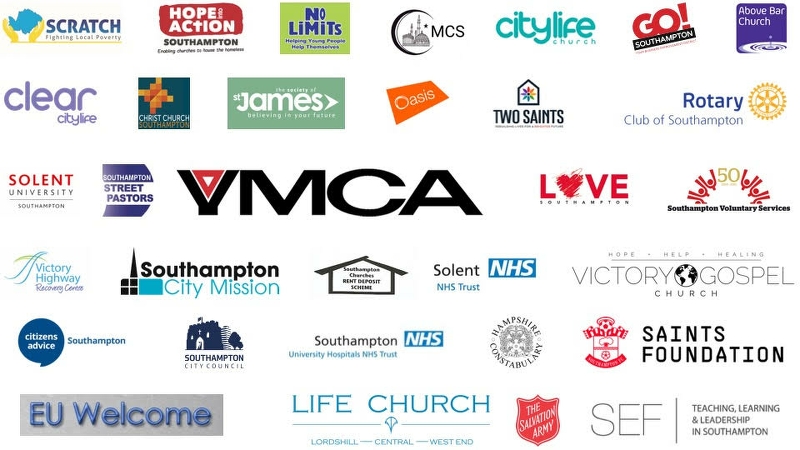 SCRATCH
Fighting Local Poverty
HOPE into ACTION
SOUTHAMPTON
Enabling churches to house the homeless
NO
LiMiTS
Helping Young People
Help Themselves
MCS
citylife
church
GO!
SOUTHAMPTON
Above Bar
Church
clear
citylife
CHRIST CHURCH
SOUTHAMPTON
the society of
St James
believing in your future
Oasis
TWO SAINTS
Rotary
Club of Southampton
SOLENT
UNIVERSITY
SOUTHAMPTON
SOUTHAMPTON
STREET
PASTORS
YMCA
LVE
SOUTHAMPTON
50
Southampton Voluntary Services
Victory
Highway
Recovery Centre
Southampton
City Mission
Southampton
Churches
RENT DEPOSIT
SCHEME
Solent NHS
NHS Trust
HOPE • HELP • HEALING
VICTORY GOSPEL
CHURCH
citizens
advice
Southampton
SOUTHAMPTON
CITY COUNCIL
Southampton NHS
University Hospitals NHS Trust
HAMPSHIRE
CONSTABULARY
SAINTS
FOUNDATION
EU Welcome
LIFE CHURCH
LORDSHILL — CENTRAL — WEST END
THE
SALVATION
ARMY
SEF
TEACHING, LEARNING
& LEADERSHIP
IN SOUTHAMPTON